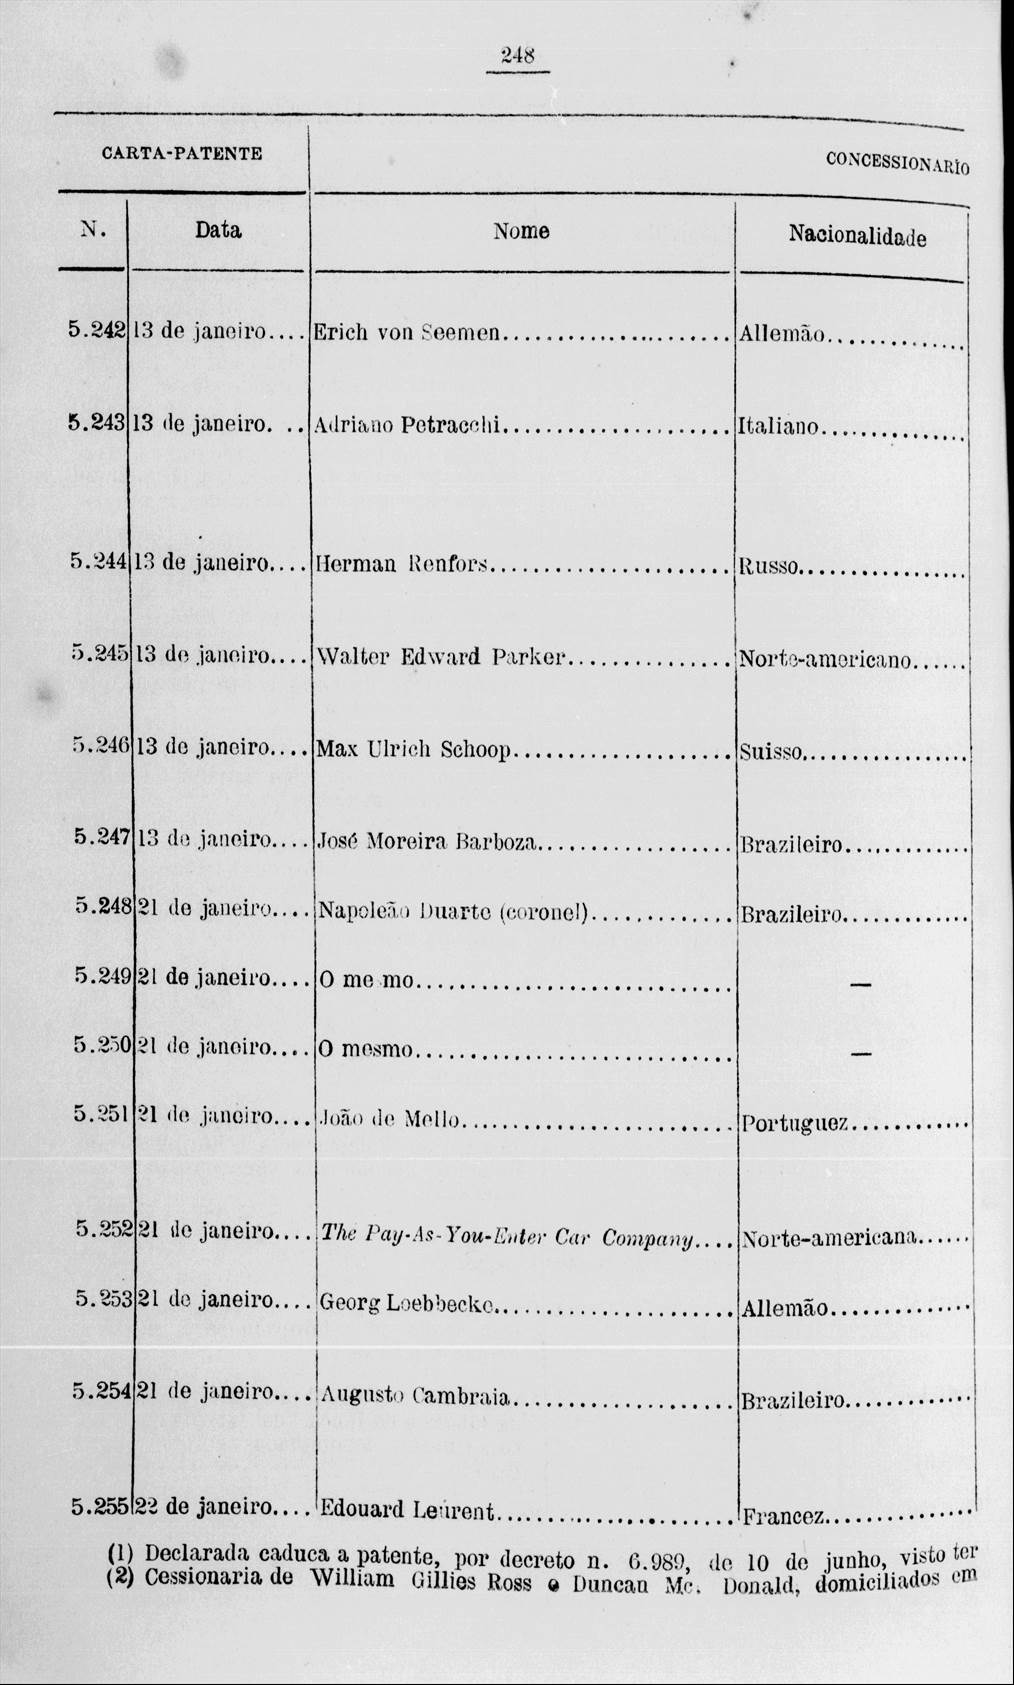 248
CARTA-PATENTE CONCESSIONARIO
N. Data Nome Nacionalidade
5.242 13 de janeiro.... Erich von Seemen........................ Allemão..............
5.243 13 de janeiro. .. Adriano Petracchi...................... Italiano................
5.244 13 de janeiro.... Herman Renfors....................... Russo..................
5.245 13 de janeiro.... Walter Edward Parker................ Norte-americano......
5.246 13 de janeiro.... Max Ulrich Schoop..................... Suisso..................
5.247 13 de janeiro.... José Moreira Barboza................... Brazileiro.............
5.248 21 de janeiro.... Napoleão Duarte (coronel).............. Brazileiro.............
5.249 21 de janeiro.... O me mo.............................. —
5.250 21 de janeiro.... O mesmo.............................. —
5.251 21 de janeiro.... João de Mello.......................... Portuguez............
5.252 21 de janeiro.... The Pay-As-You-Enter Car Company.... Norte-americana......
5.253 21 de janeiro.... Georg Loebbecke....................... Allemão..............
5.254 21 de janeiro.... Augusto Cambraia...................... Brazileiro.............
5.255 22 de janeiro.... Edouard Leurent....................... Francez...............
(1) Declarada caduca a patente, por decreto n. 6.989, de 10 de junho, visto ter
(2) Cessionaria de William Gillies Ross e Duncan Mc. Donald, domiciliados em